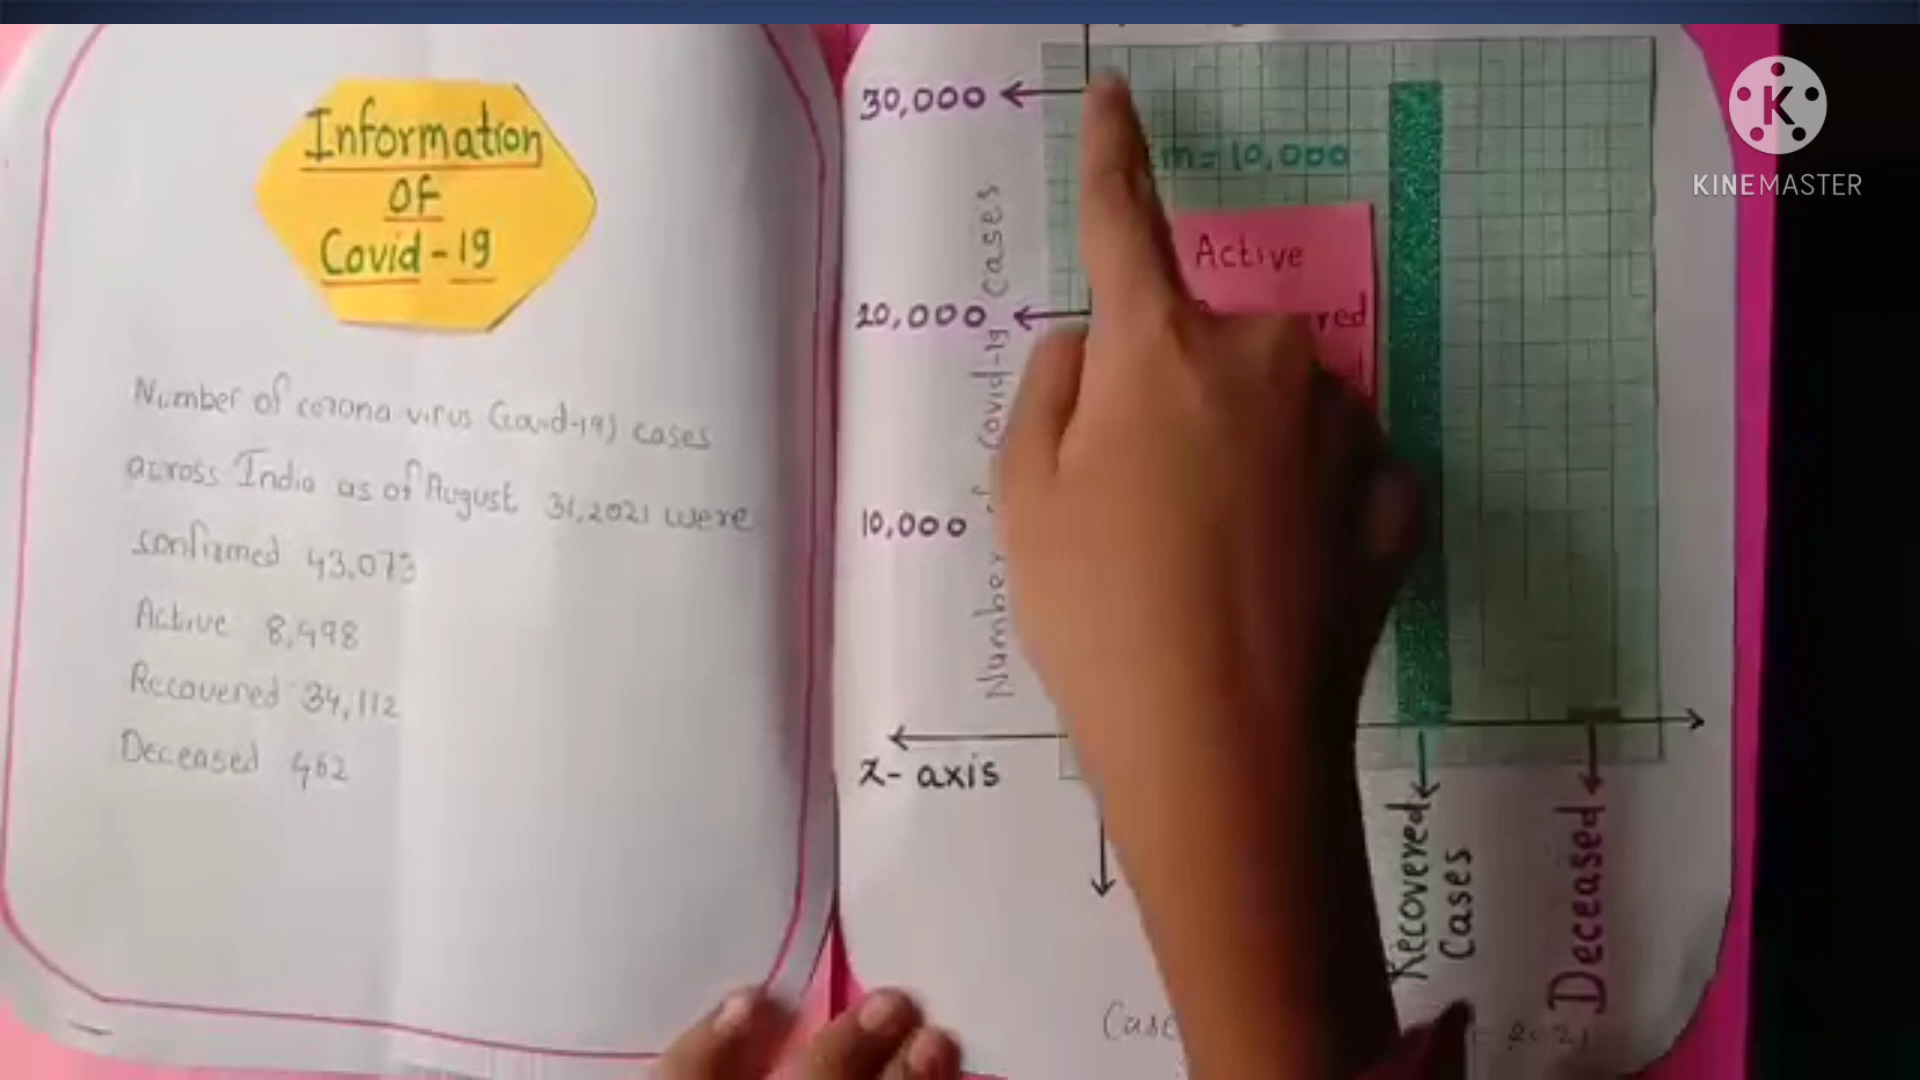 Information
Of
Covid-19
Number of corona virus (covid-19) cases
across India as of August 31,2021 were
confirmed 43,073
Active 8,498
Recovered 34,112
Deceased 462
30,000
20,000
10,000
Number of Covid-19 cases
m=10,000
Active
x-axis
Recovered
Cases
Deceased
KINEMASTER